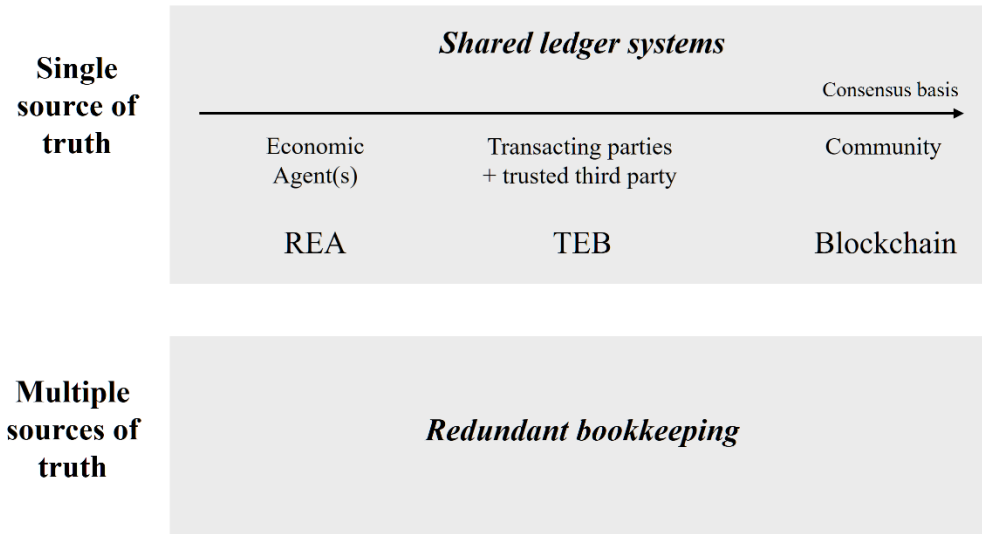 Single
source of
truth
Shared ledger systems
Consensus basis
Economic
Agent(s)
Transacting parties
+ trusted third party
Community
REA
TEB
Blockchain
Multiple
sources of
truth
Redundant bookkeeping